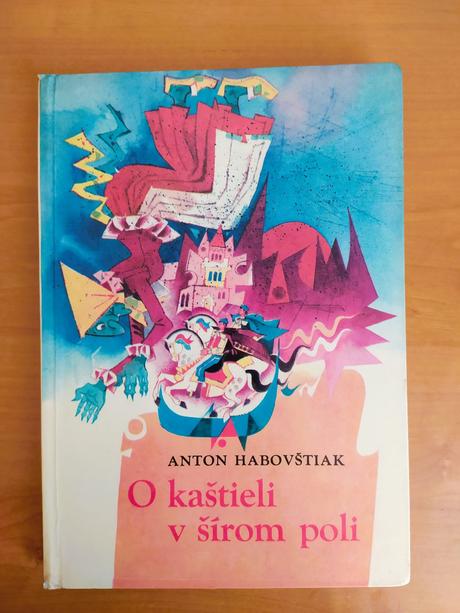 ANTON HABOVŠTIAK
O kaštieli
v šírom poli